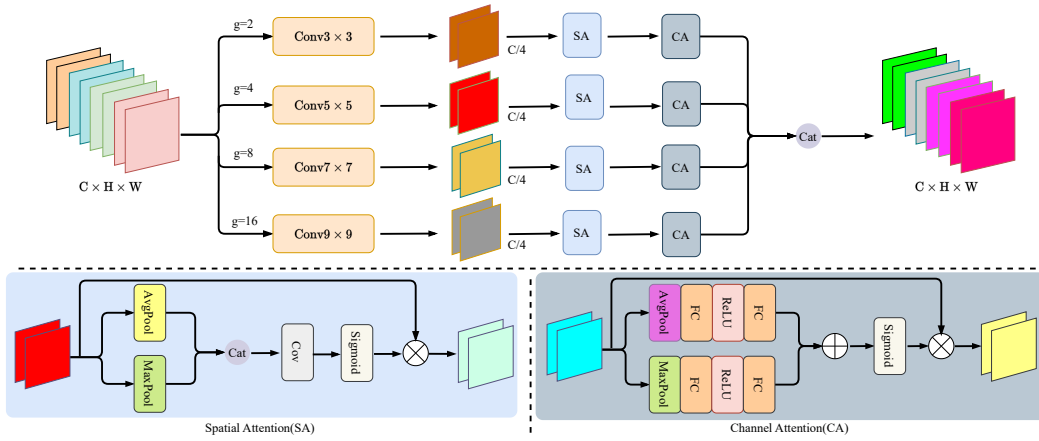 g=2
Conv3 × 3
C/4
SA
CA
g=4
Conv5 × 5
C/4
SA
CA
Cat
g=8
Conv7 × 7
C/4
SA
CA
C × H × W
C × H × W
g=16
Conv9 × 9
C/4
SA
CA
AvgPool
MaxPool
Cat
Cov
Sigmoid
Spatial Attention(SA)
AvgPool
FC
ReLU
FC
MaxPool
FC
ReLU
FC
Sigmoid
Channel Attention(CA)